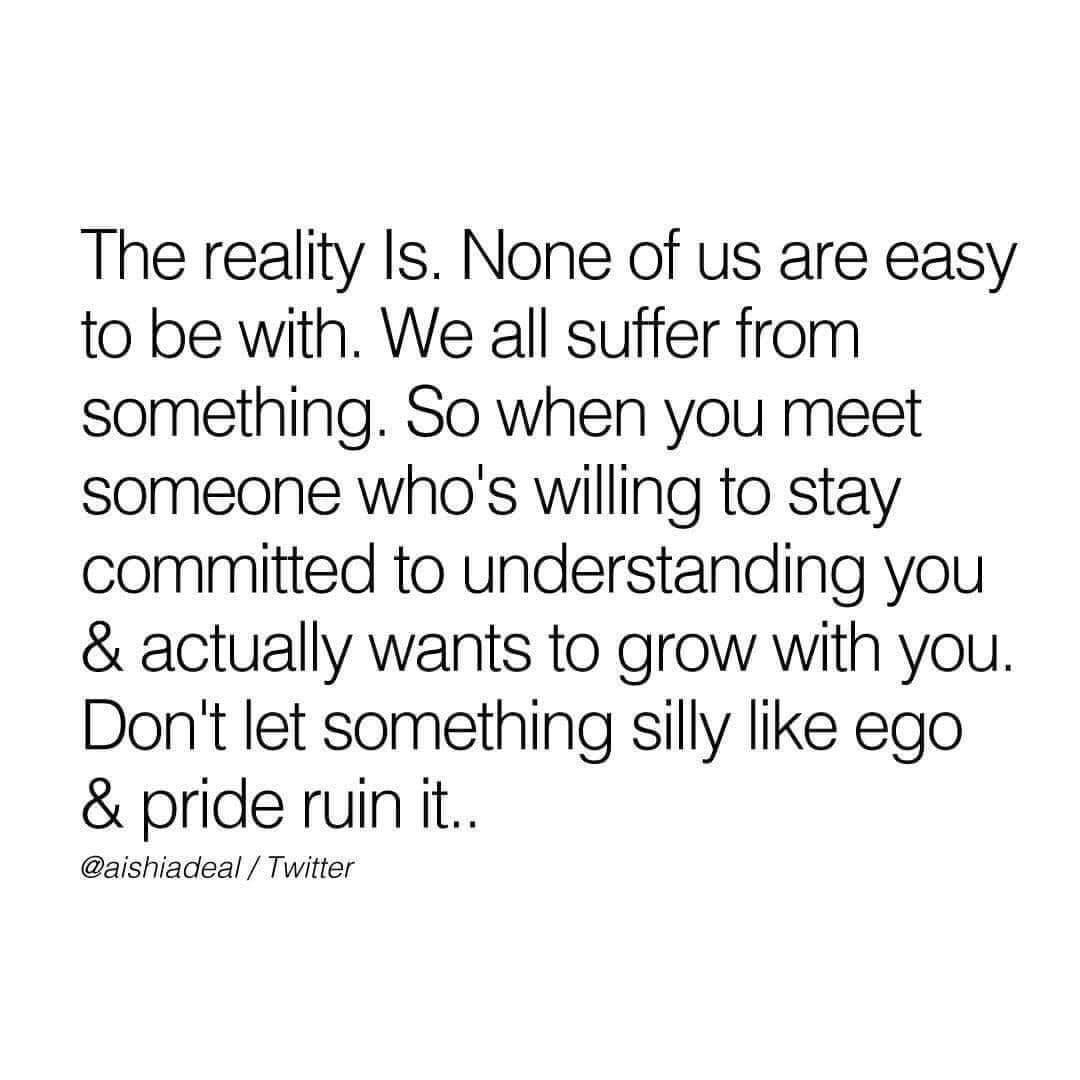 The reality Is. None of us are easy
to be with. We all suffer from
something. So when you meet
someone who's willing to stay
committed to understanding you
& actually wants to grow with you.
Don't let something silly like ego
& pride ruin it..
@aishiadeal / Twitter